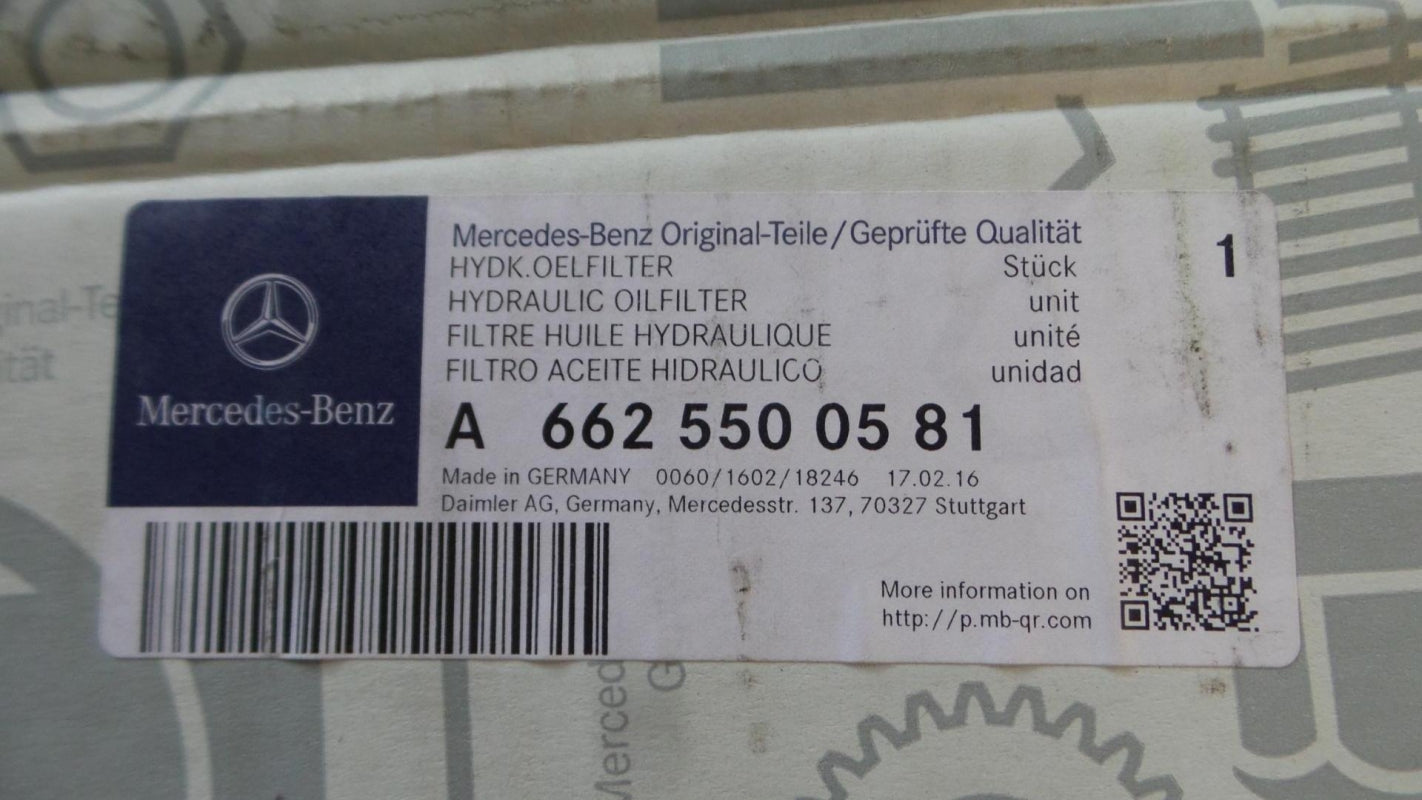 Mercedes-Benz Original-Teile/Geprüfte Qualität
1
HYDK.OELFILTER Stück
HYDRAULIC OILFILTER unit
FILTRE HUILE HYDRAULIQUE unité
FILTRO ACEITE HIDRAULICO unidad
Mercedes-Benz
A 662 550 05 81
Made in GERMANY 0060/1602/18246 17.02.16
Daimler AG, Germany, Mercedesstr. 137, 70327 Stuttgart
More information on
http://p.mb-qr.com